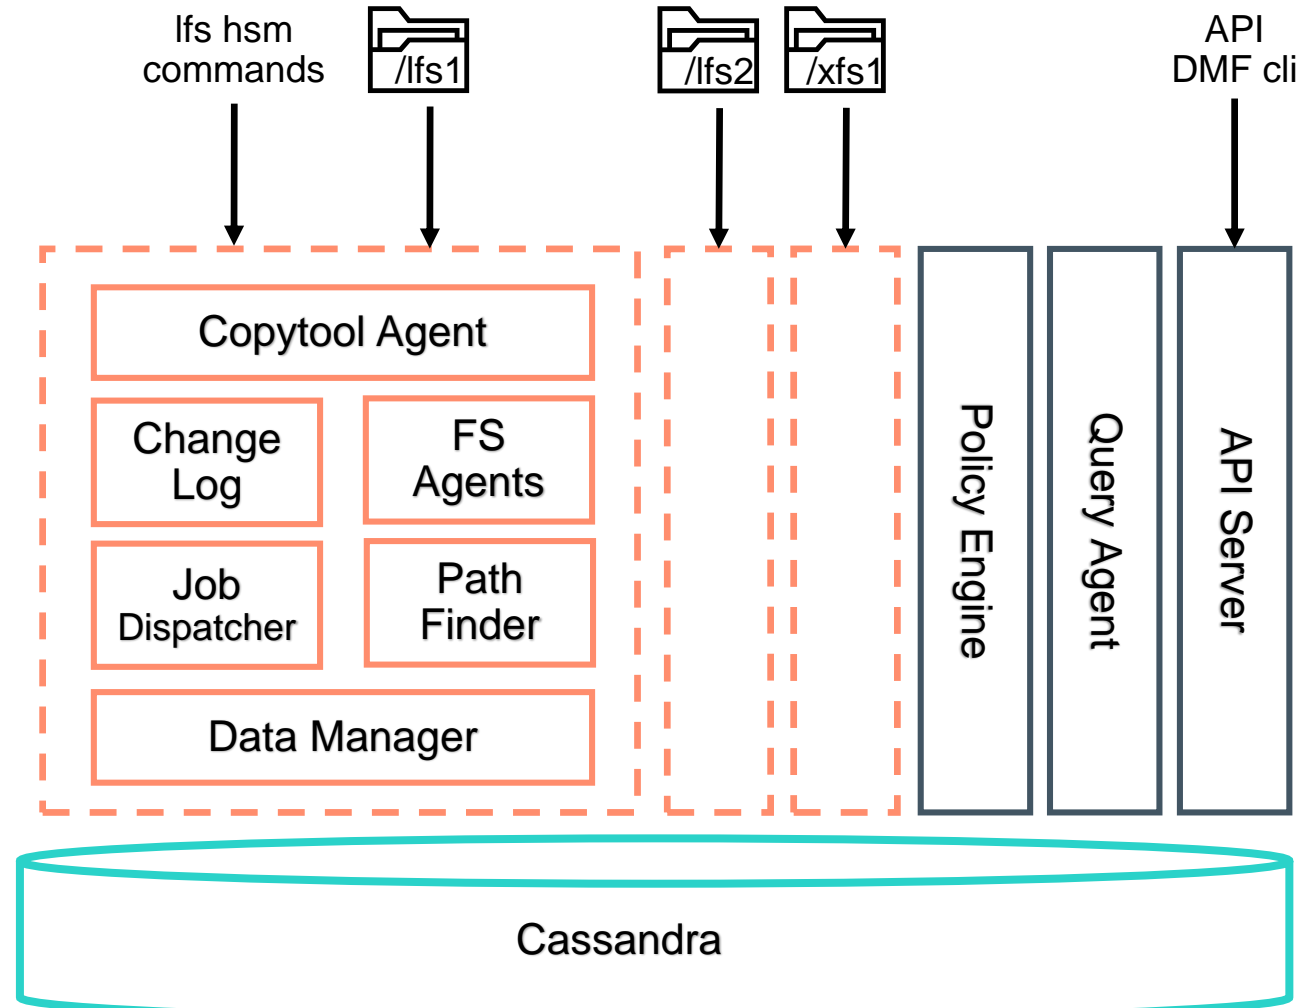 lfs hsm
commands
/lfs1
/lfs2
/xfs1
API
DMF cli
Copytool Agent
Change
Log
FS
Agents
Job
Dispatcher
Path
Finder
Data Manager
Policy Engine
Query Agent
API Server
Cassandra